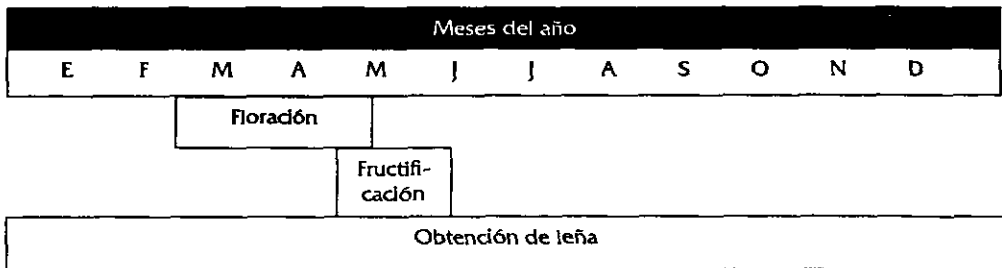 Meses del año
E F M A M J J A S O N D
Floración
Fructifi-
cación
Obtención de leña